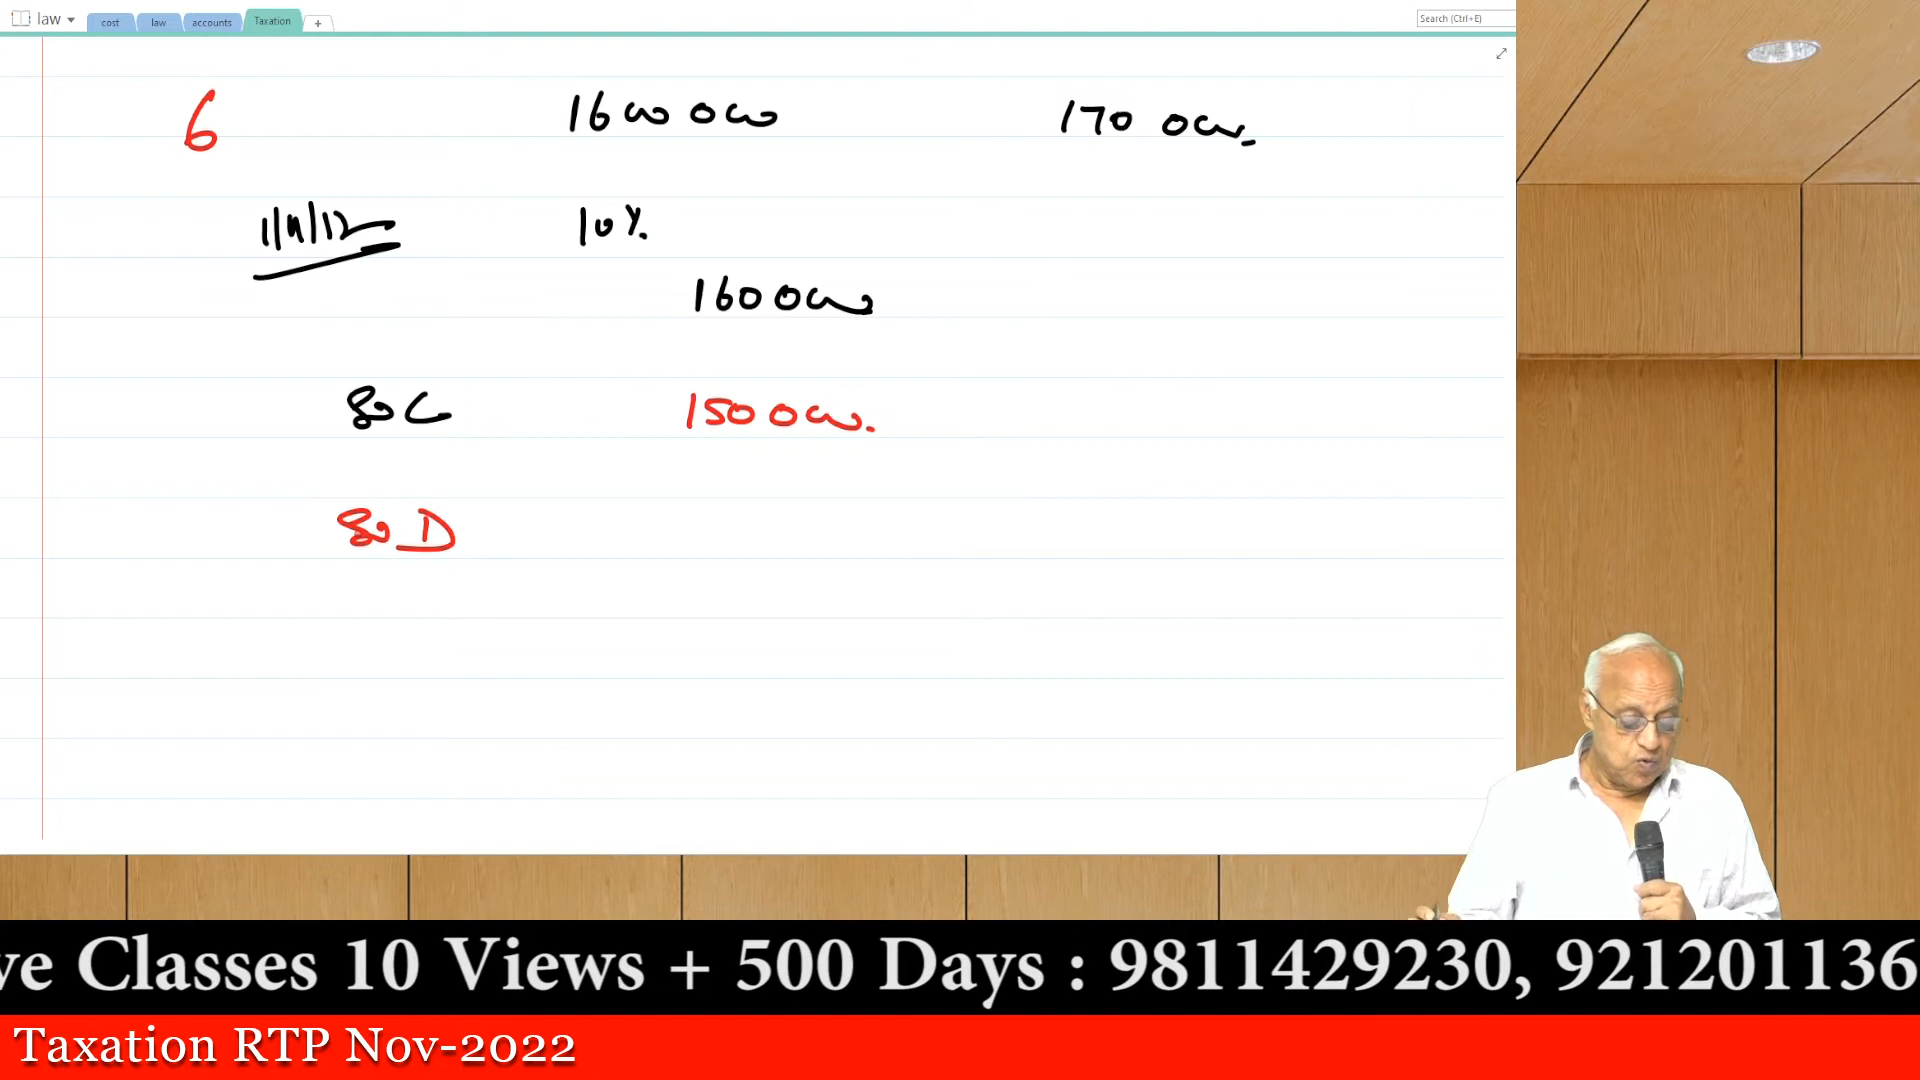 law cost law accounts Taxation + Search (Ctrl+E)
6 1600000 170000.
1/4/12 10%
160000
80C 150000.
80D
ve Classes 10 Views + 500 Days : 9811429230, 921201136
Taxation RTP Nov-2022